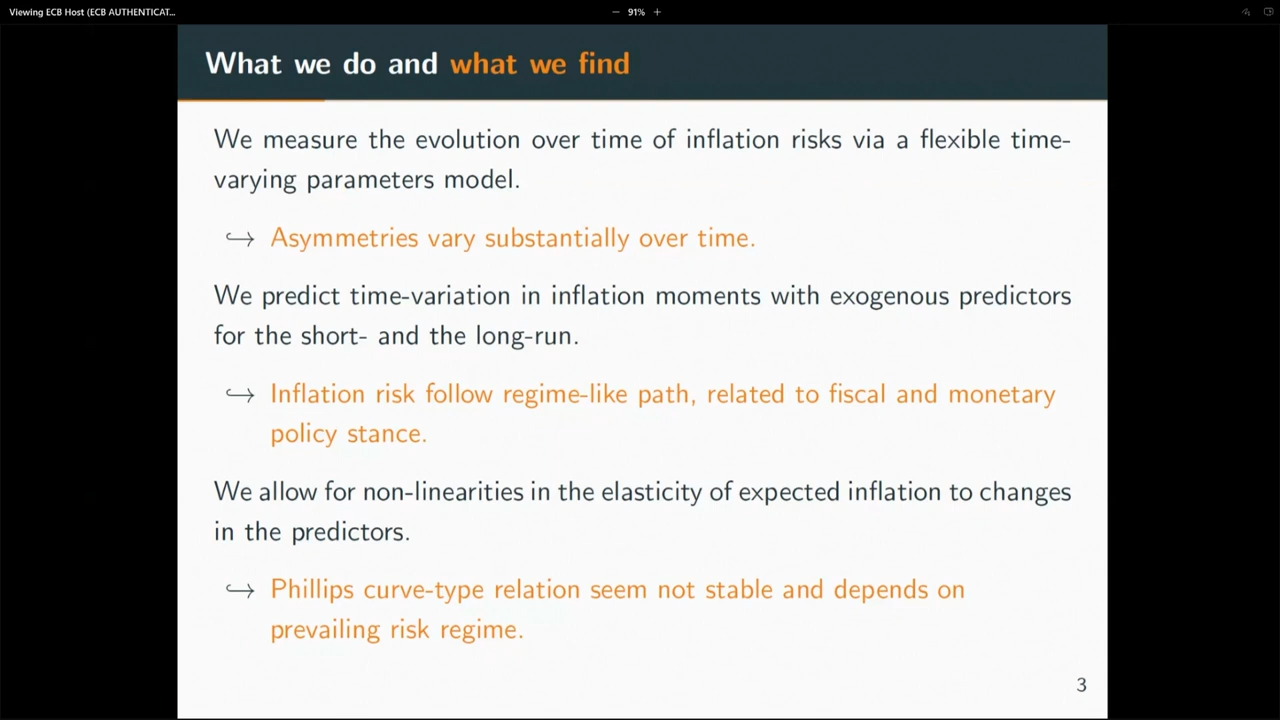 Viewing ECB Host (ECB AUTHENTICAT...
− 91% +
What we do and what we find
We measure the evolution over time of inflation risks via a flexible time-
varying parameters model.
↪ Asymmetries vary substantially over time.
We predict time-variation in inflation moments with exogenous predictors
for the short- and the long-run.
↪ Inflation risk follow regime-like path, related to fiscal and monetary
policy stance.
We allow for non-linearities in the elasticity of expected inflation to changes
in the predictors.
↪ Phillips curve-type relation seem not stable and depends on
prevailing risk regime.
3